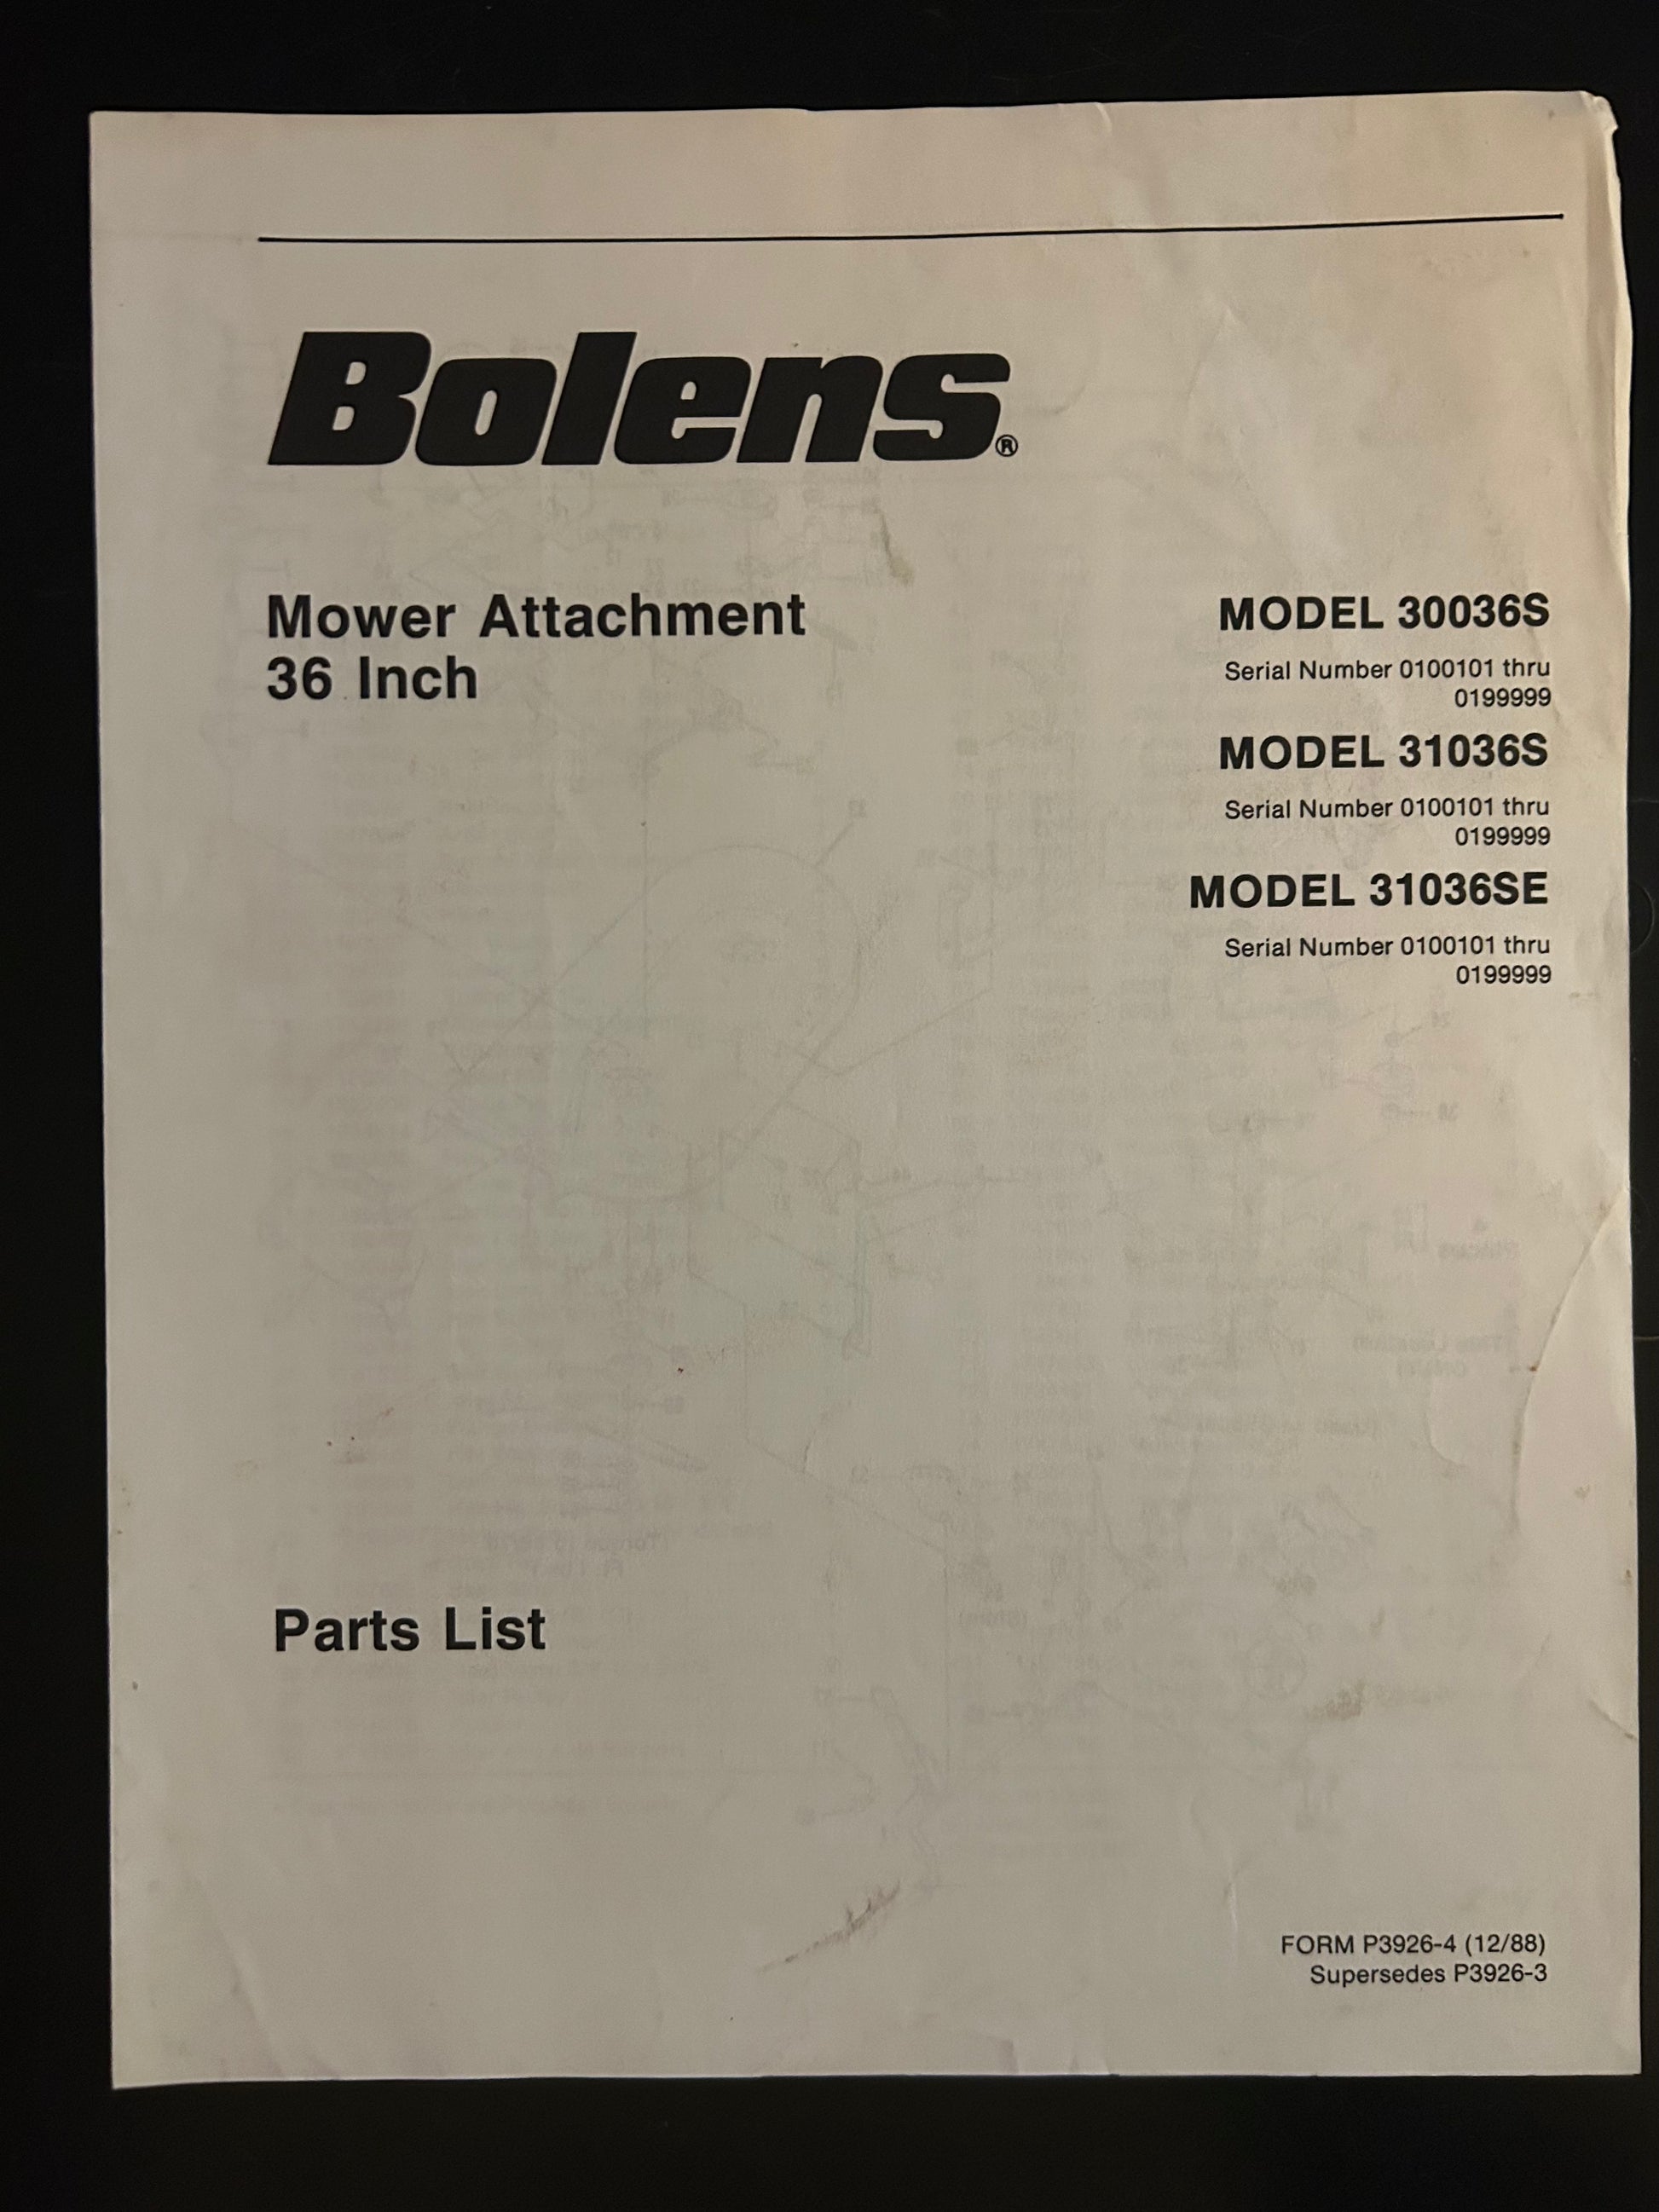 Bolens®
Mower Attachment
36 Inch
MODEL 30036S
Serial Number 0100101 thru
0199999
MODEL 31036S
Serial Number 0100101 thru
0199999
MODEL 31036SE
Serial Number 0100101 thru
0199999
Parts List
FORM P3926-4 (12/88)
Supersedes P3926-3